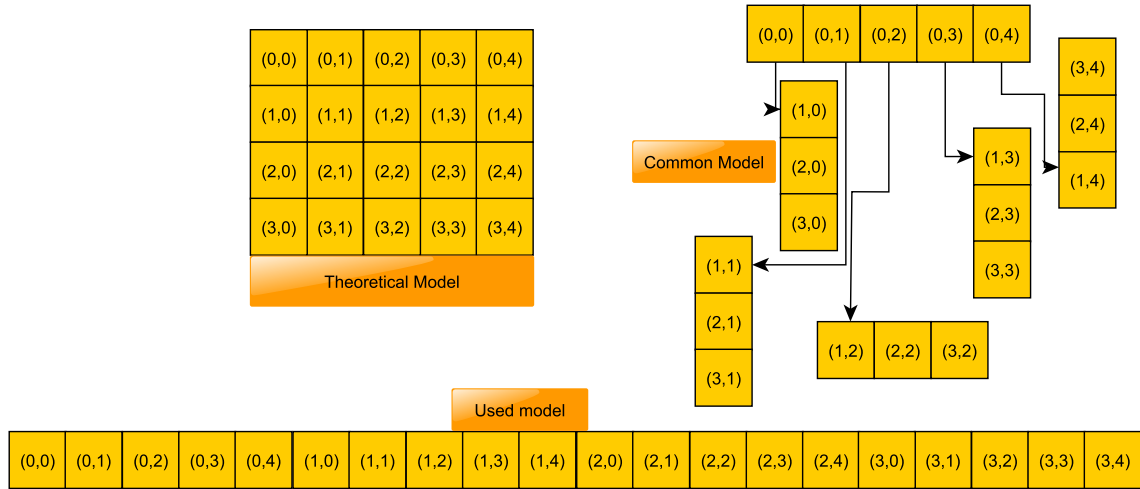 (0,0) (0,1) (0,2) (0,3) (0,4)
(1,0) (1,1) (1,2) (1,3) (1,4)
(2,0) (2,1) (2,2) (2,3) (2,4)
(3,0) (3,1) (3,2) (3,3) (3,4)
Theoretical Model
(0,0) (0,1) (0,2) (0,3) (0,4)
Common Model
(1,0)
(2,0)
(3,0)
(1,1)
(2,1)
(3,1)
(1,2) (2,2) (3,2)
(1,3)
(2,3)
(3,3)
(3,4)
(2,4)
(1,4)
Used model
(0,0) (0,1) (0,2) (0,3) (0,4) (1,0) (1,1) (1,2) (1,3) (1,4) (2,0) (2,1) (2,2) (2,3) (2,4) (3,0) (3,1) (3,2) (3,3) (3,4)